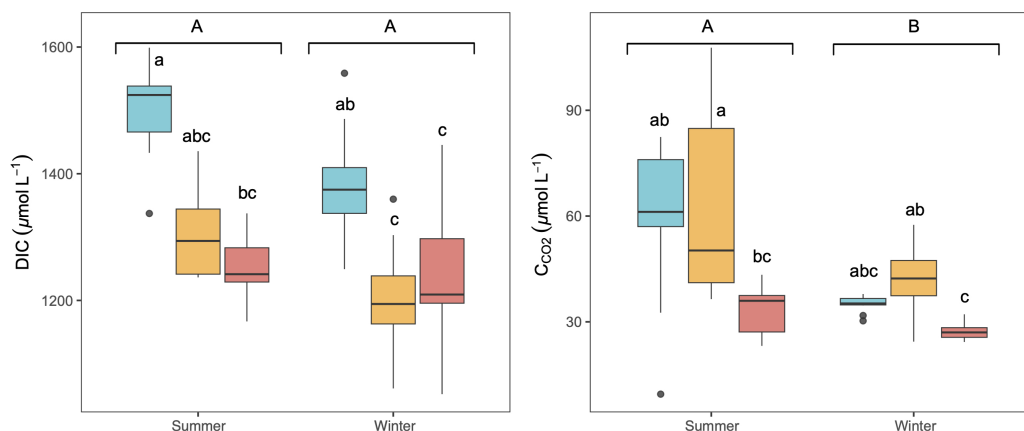 A
A
a
abc
bc
ab
c
c
1600
1400
1200
DIC (μmol L⁻¹)
Summer
Winter
A
B
ab
a
bc
abc
ab
c
90
60
30
C_CO2 (μmol L⁻¹)
Summer
Winter